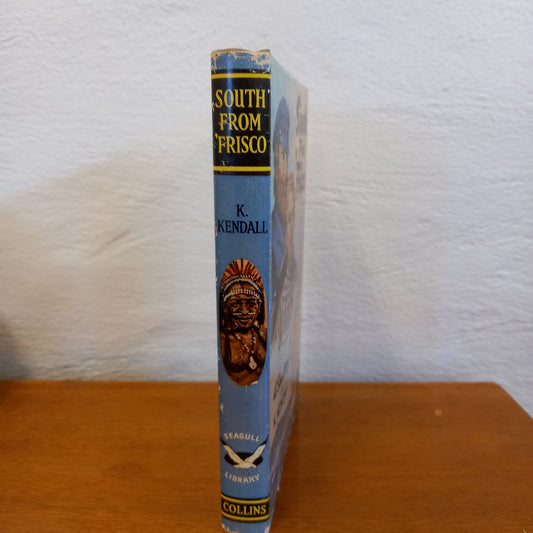 SOUTH
FROM
'FRISCO
K.
KENDALL
SEAGULL
LIBRARY
COLLINS